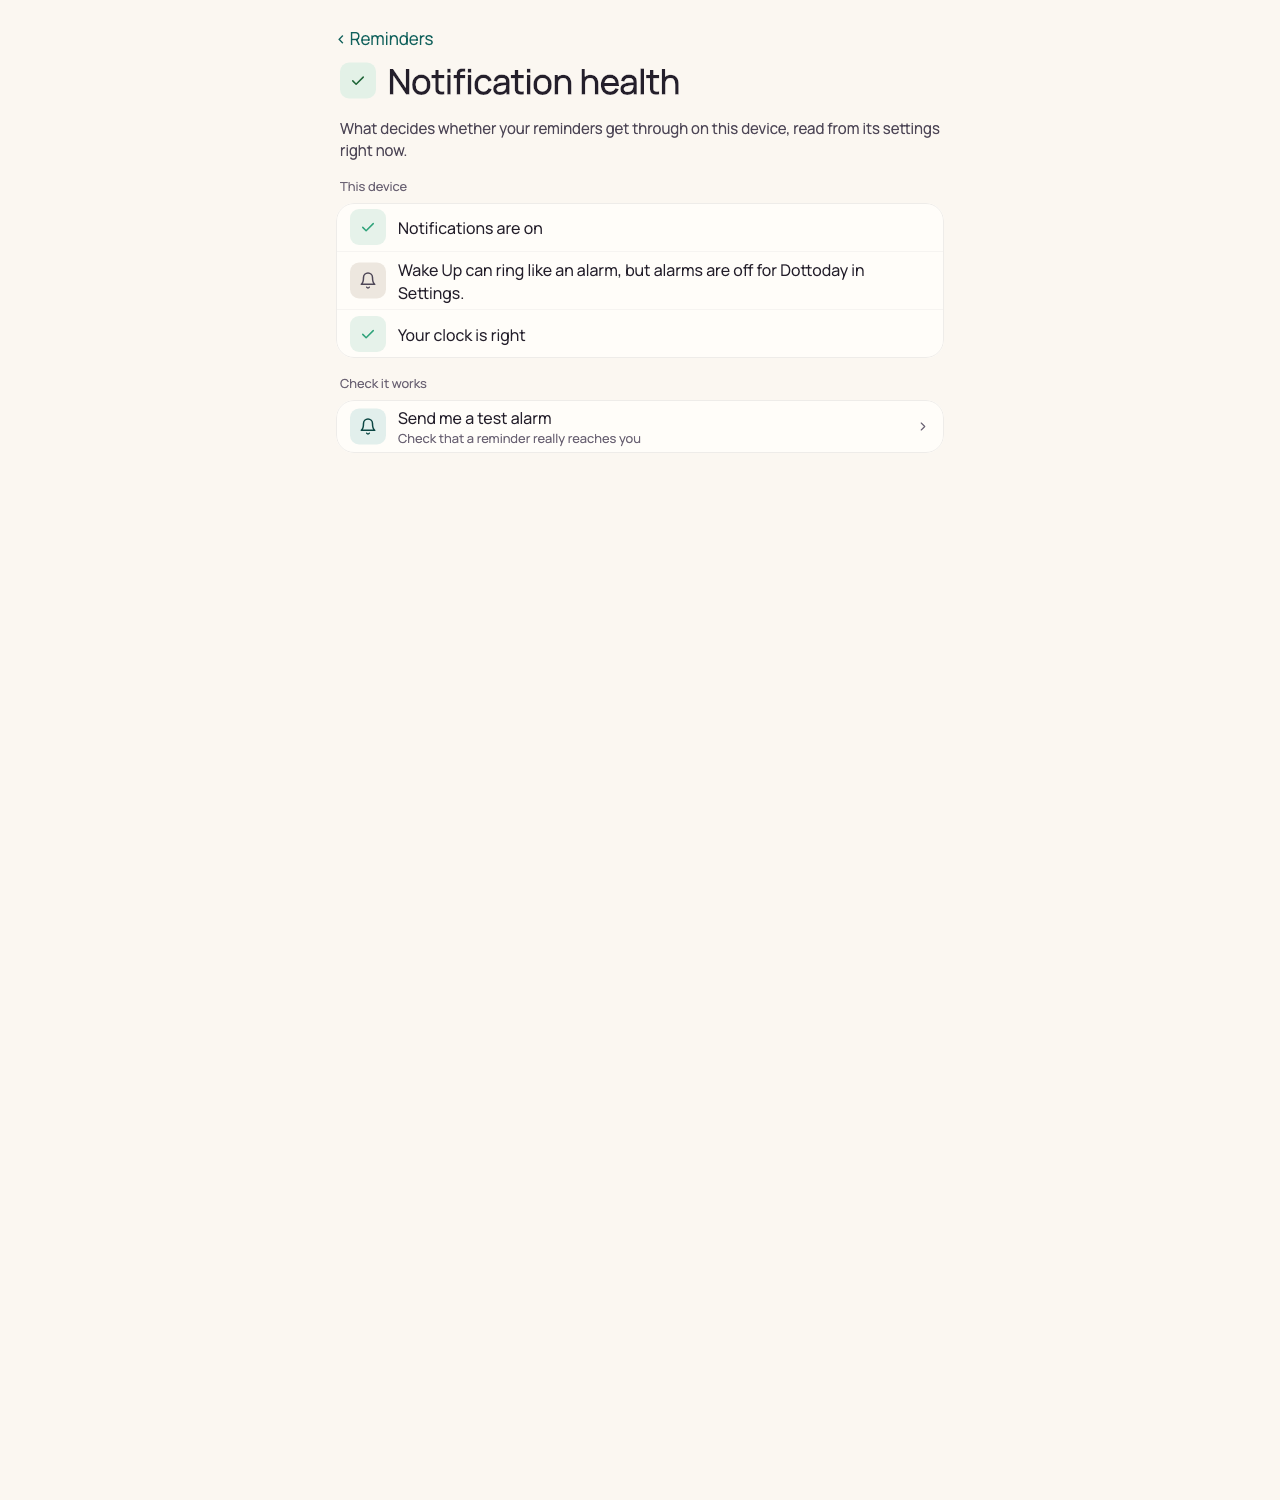 Reminders
Notification health
What decides whether your reminders get through on this device, read from its settings
right now.
This device
Notifications are on
Wake Up can ring like an alarm, but alarms are off for Dottoday in
Settings.
Your clock is right
Check it works
Send me a test alarm
Check that a reminder really reaches you